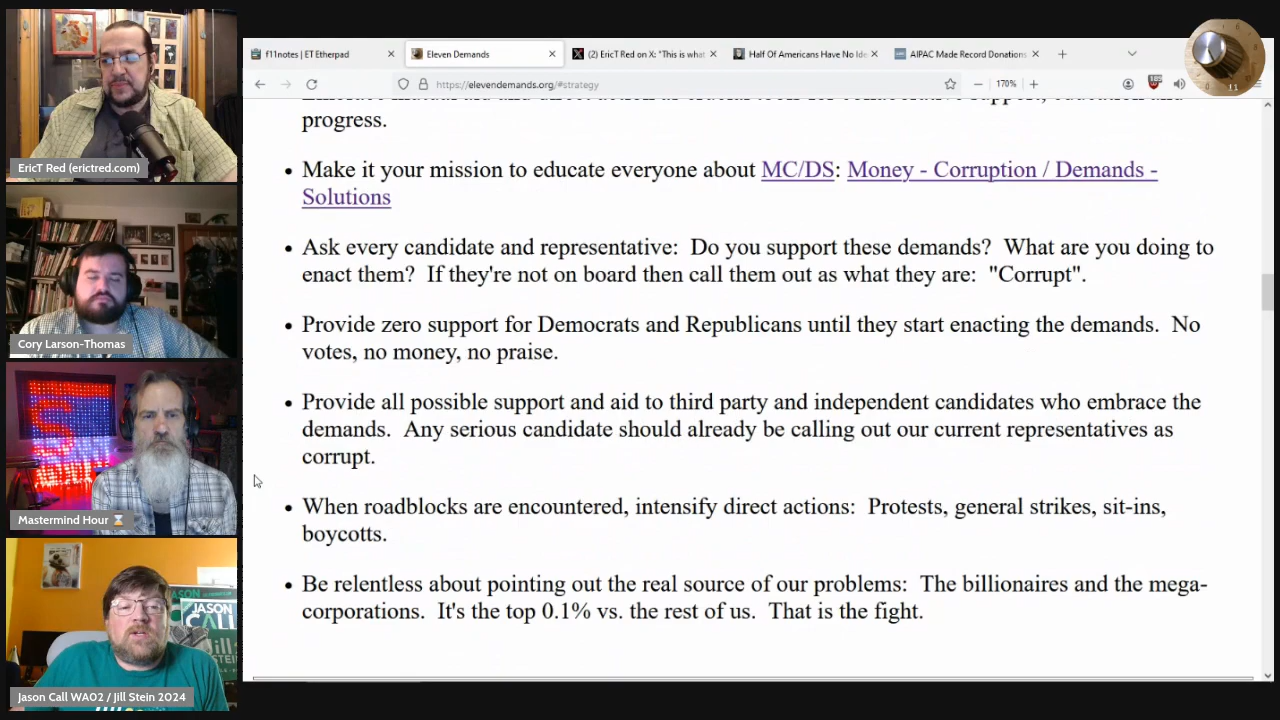 EricT Red (erictred.com)
Cory Larson-Thomas
Mastermind Hour ⌛
JASON
CALL
Jason Call WA02 / Jill Stein 2024
f11notes | ET Etherpad
Eleven Demands
(2) EricT Red on X: "This is what
Half Of Americans Have No Ide
AIPAC Made Record Donations
https://elevendemands.org/#strategy
170%
105
11
progress.
• Make it your mission to educate everyone about MC/DS: Money - Corruption / Demands -
Solutions
• Ask every candidate and representative: Do you support these demands? What are you doing to
enact them? If they're not on board then call them out as what they are: "Corrupt".
• Provide zero support for Democrats and Republicans until they start enacting the demands. No
votes, no money, no praise.
• Provide all possible support and aid to third party and independent candidates who embrace the
demands. Any serious candidate should already be calling out our current representatives as
corrupt.
• When roadblocks are encountered, intensify direct actions: Protests, general strikes, sit-ins,
boycotts.
• Be relentless about pointing out the real source of our problems: The billionaires and the mega-
corporations. It's the top 0.1% vs. the rest of us. That is the fight.